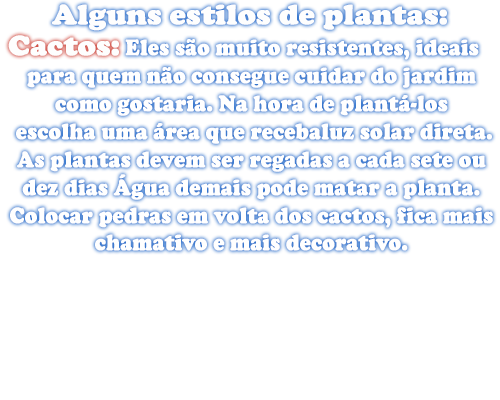 Alguns estilos de plantas:
Cactos: Eles são muito resistentes, ideais
para quem não consegue cuidar do jardim
como gostaria. Na hora de plantá-los
escolha uma área que recebaluz solar direta.
As plantas devem ser regadas a cada sete ou
dez dias Água demais pode matar a planta.
Colocar pedras em volta dos cactos, fica mais
chamativo e mais decorativo.